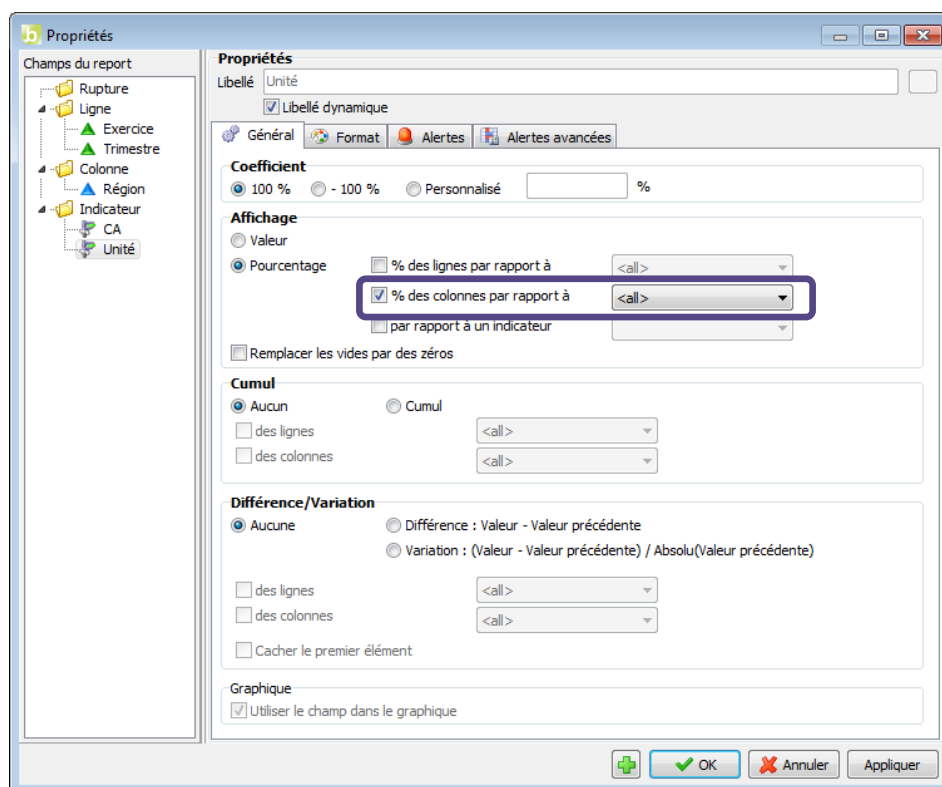 Propriétés
Champs du report
Rupture
Ligne
Exercice
Trimestre
Colonne
Région
Indicateur
CA
Unité
Propriétés
Libellé Unité
Libellé dynamique
Général Format Alertes Alertes avancées
Coefficient
100 % - 100 % Personnalisé %
Affichage
Valeur
Pourcentage % des lignes par rapport à <all>
% des colonnes par rapport à <all>
par rapport à un indicateur
Remplacer les vides par des zéros
Cumul
Aucun Cumul
des lignes <all>
des colonnes <all>
Différence/Variation
Aucune Différence : Valeur - Valeur précédente
Variation : (Valeur - Valeur précédente) / Absolu(Valeur précédente)
des lignes <all>
des colonnes <all>
Cacher le premier élément
Graphique
Utiliser le champ dans le graphique
OK Annuler Appliquer